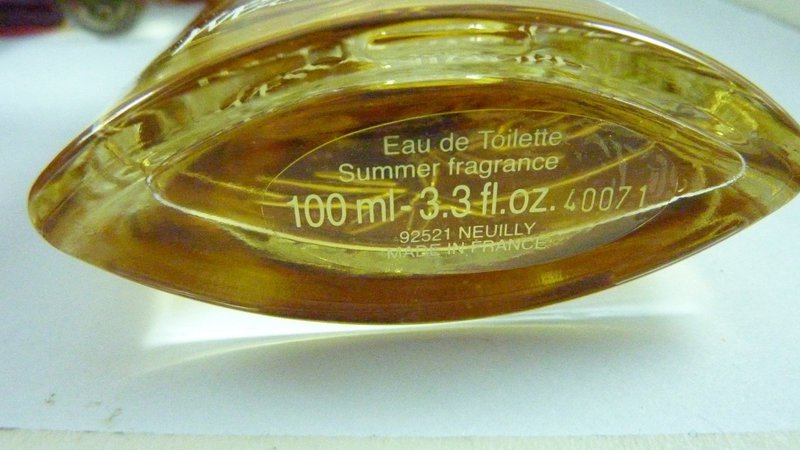 Eau de Toilette
Summer fragrance
100 ml - 3.3 fl.oz. 40071
92521 NEUILLY
MADE IN FRANCE